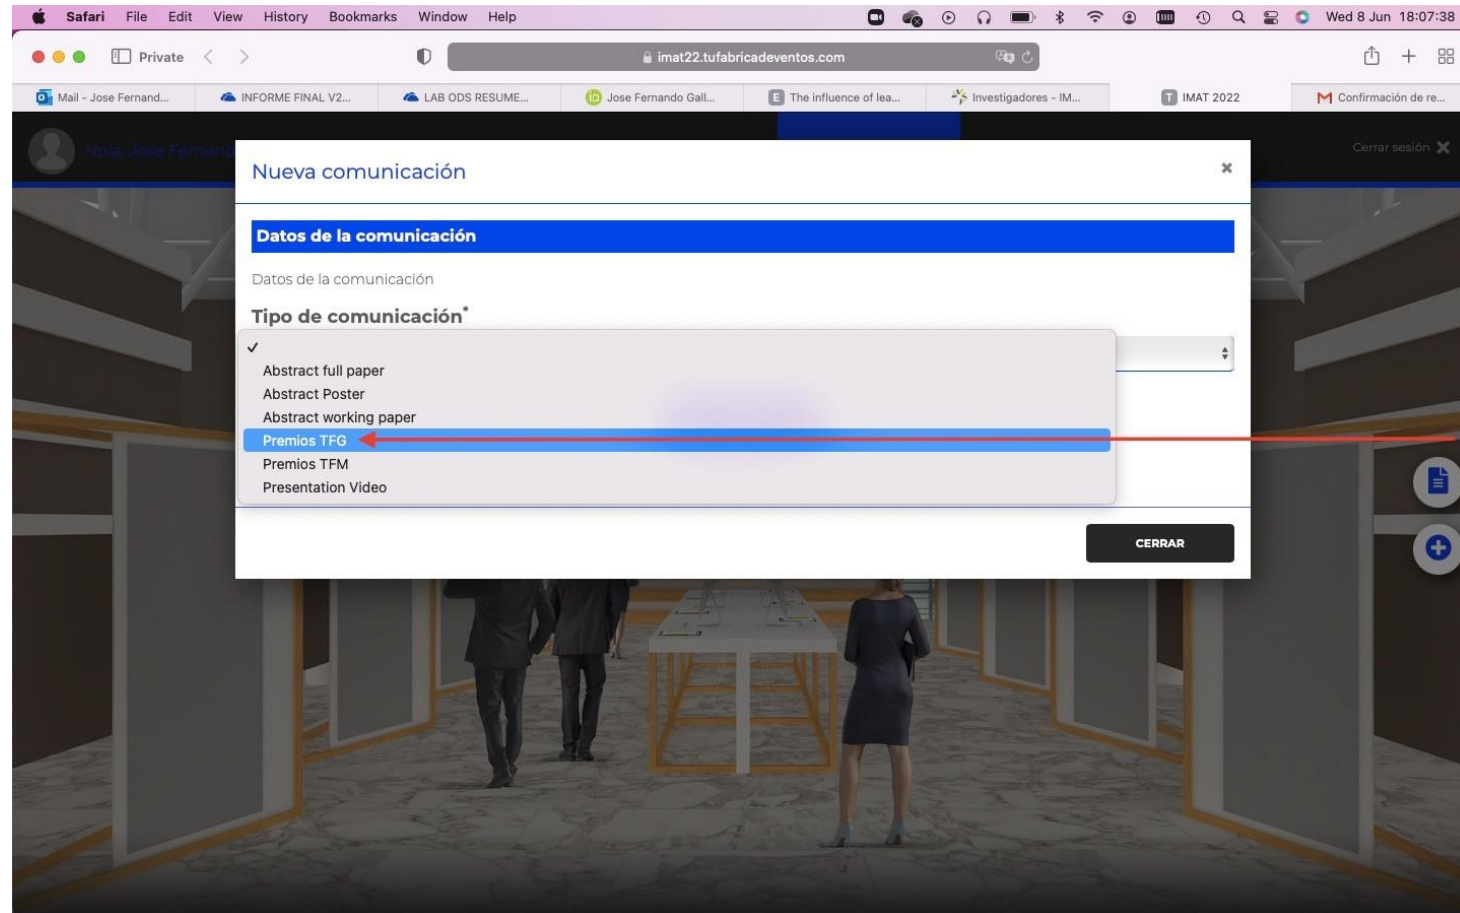 Safari File Edit View History Bookmarks Window Help Wed 8 Jun 18:07:38
Private imat22.tufabricadeventos.com
Mail - Jose Fernand... INFORME FINAL V2... LAB ODS RESUME... Jose Fernando Gall... The influence of lea... Investigadores - IM... IMAT 2022 Confirmación de re...
Hola, Jose Fernand Cerrar sesión
Nueva comunicación
Datos de la comunicación
Datos de la comunicación
Tipo de comunicación*
Abstract full paper
Abstract Poster
Abstract working paper
Premios TFG
Premios TFM
Presentation Video
CERRAR